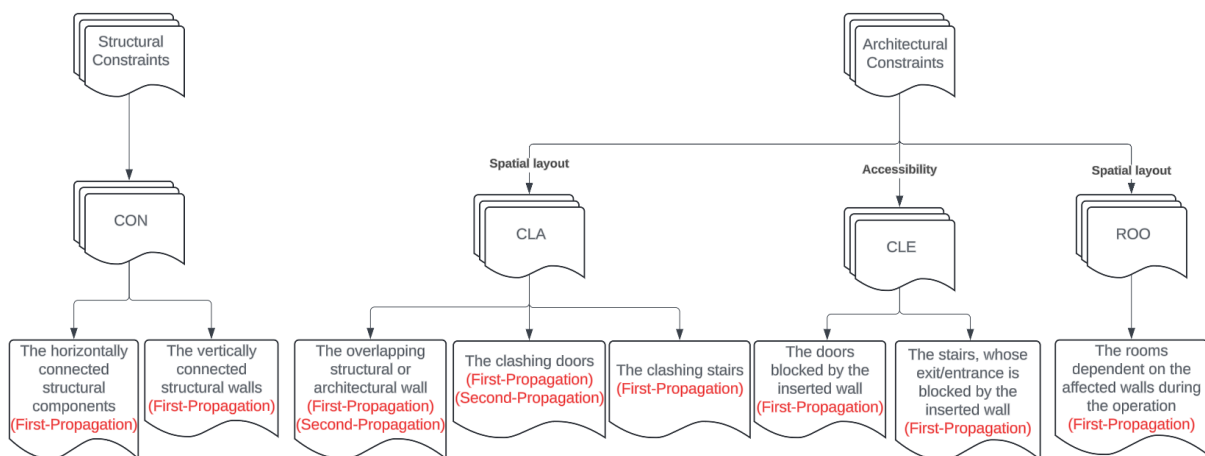 Structural
Constraints
Architectural
Constraints
Spatial layout
Accessibility
Spatial layout
CON
CLA
CLE
ROO
The horizontally
connected
structural
components
(First-Propagation)
The vertically
connected
structural walls
(First-Propagation)
The overlapping
structural or
architectural wall
(First-Propagation)
(Second-Propagation)
The clashing doors
(First-Propagation)
(Second-Propagation)
The clashing stairs
(First-Propagation)
The doors
blocked by the
inserted wall
(First-Propagation)
The stairs, whose
exit/entrance is
blocked by the
inserted wall
(First-Propagation)
The rooms
dependent on the
affected walls during
the operation
(First-Propagation)